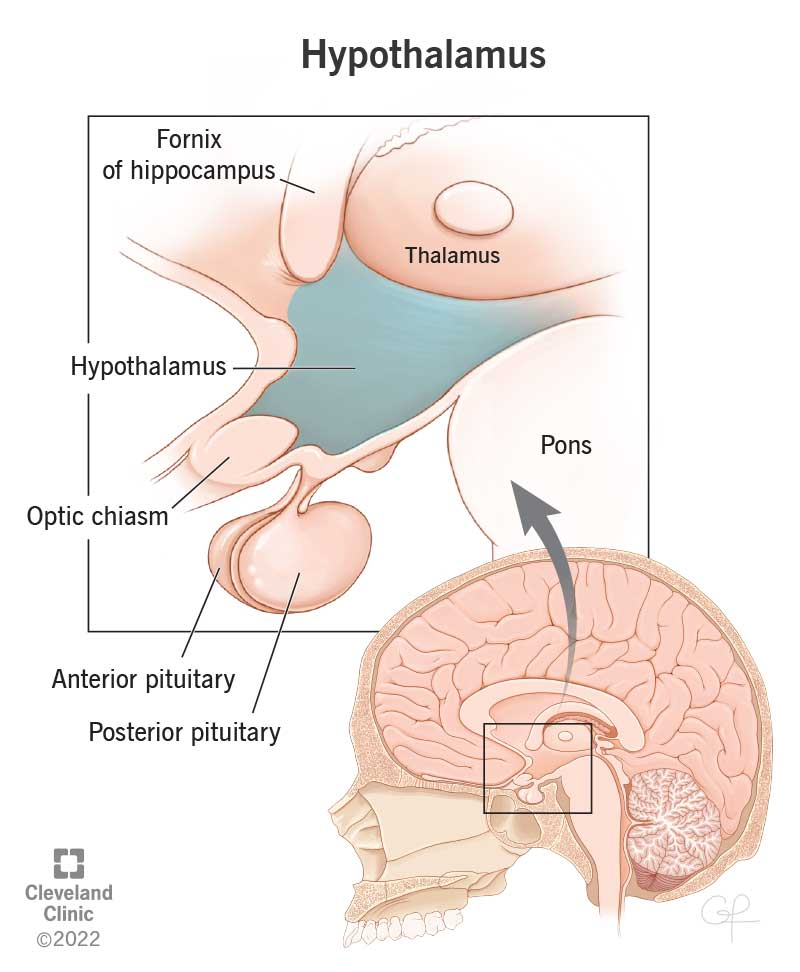 Hypothalamus
Fornix
of hippocampus
Thalamus
Hypothalamus
Pons
Optic chiasm
Anterior pituitary
Posterior pituitary
Cleveland
Clinic
©2022